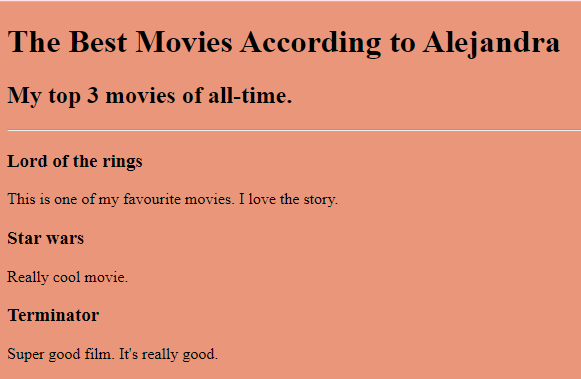 The Best Movies According to Alejandra
My top 3 movies of all-time.
Lord of the rings
This is one of my favourite movies. I love the story.
Star wars
Really cool movie.
Terminator
Super good film. It's really good.